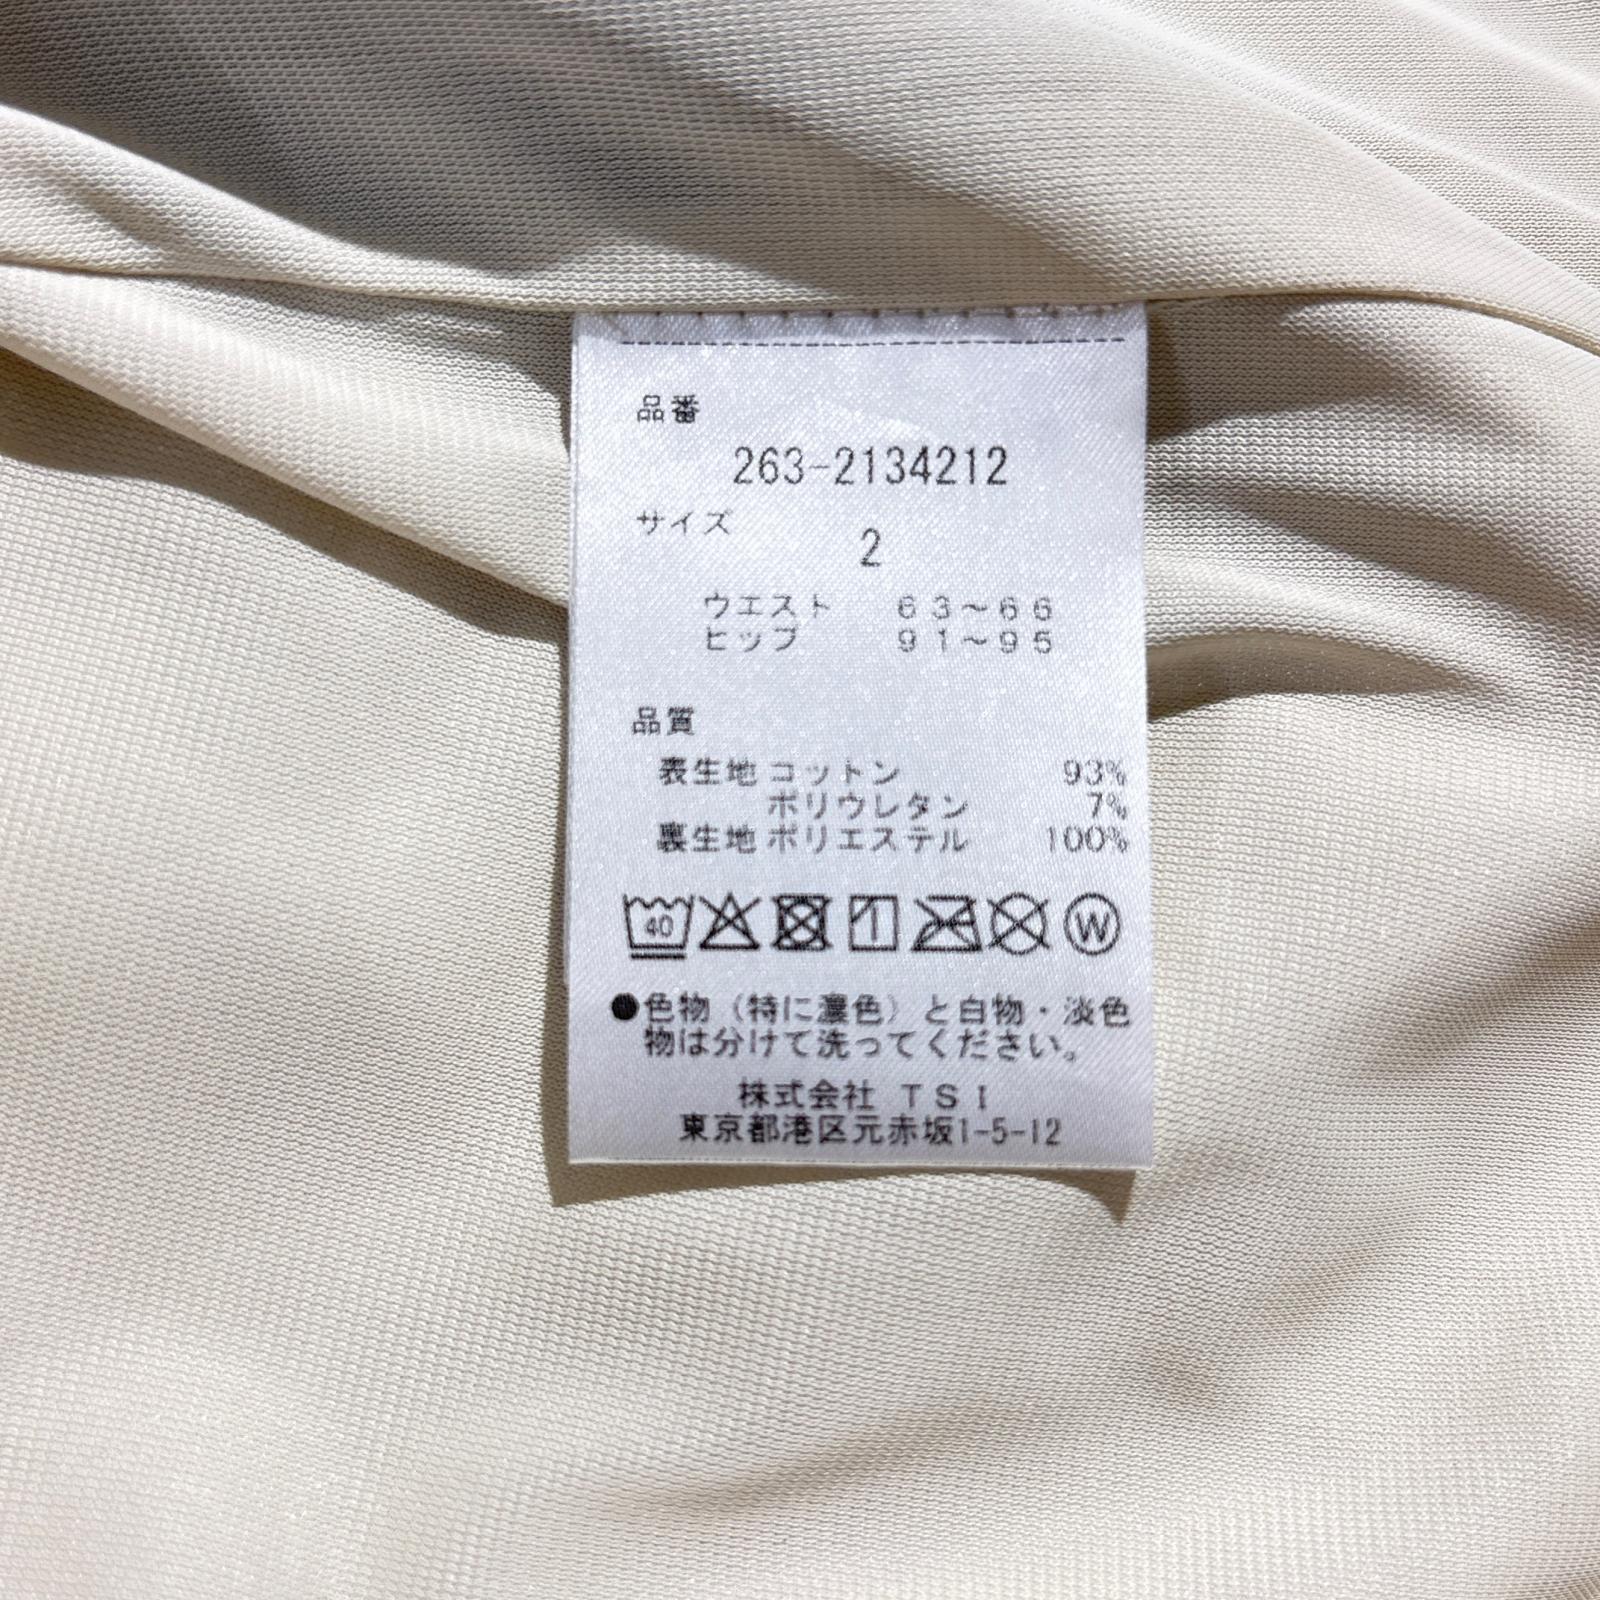 品番
263-2134212
サイズ
2
ウエスト 63~66
ヒップ 91~95
品質
表生地 コットン 93%
ポリウレタン 7%
裏生地 ポリエステル 100%
40 1 W
●色物（特に濃色）と白物・淡色
物は分けて洗ってください。
株式会社 TSI
東京都港区元赤坂1-5-12